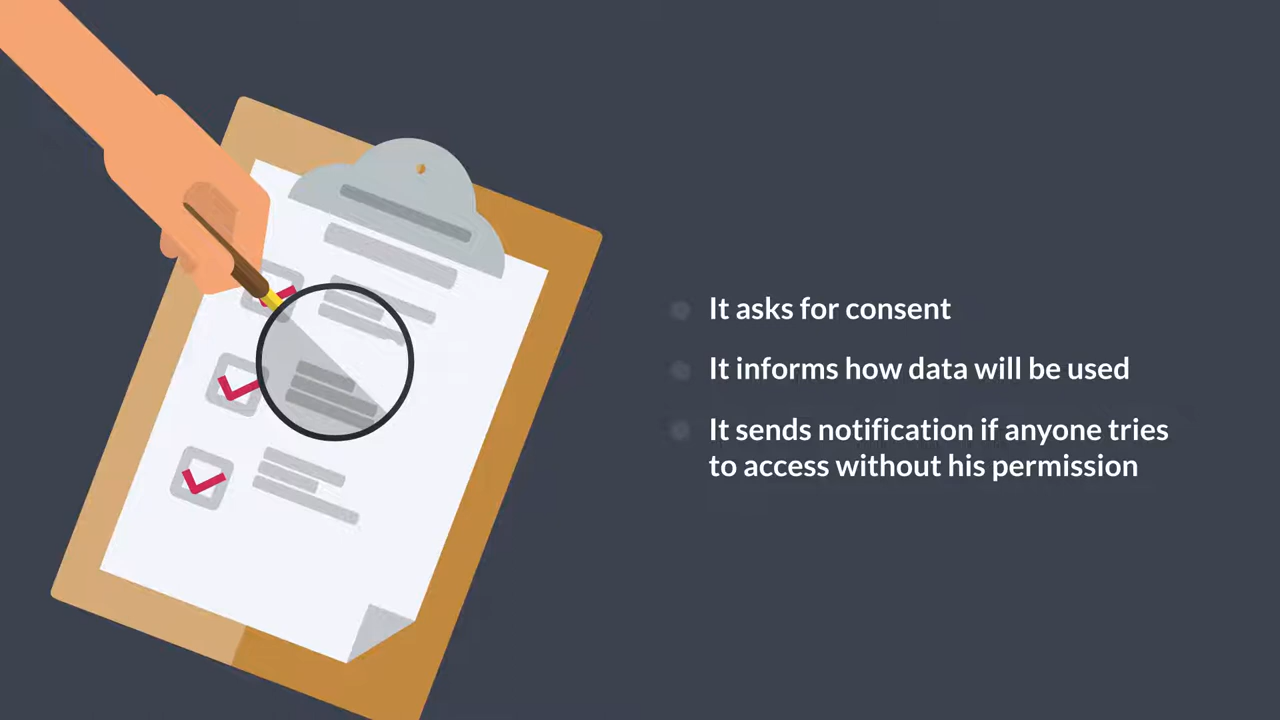 It asks for consent
It informs how data will be used
It sends notification if anyone tries
to access without his permission